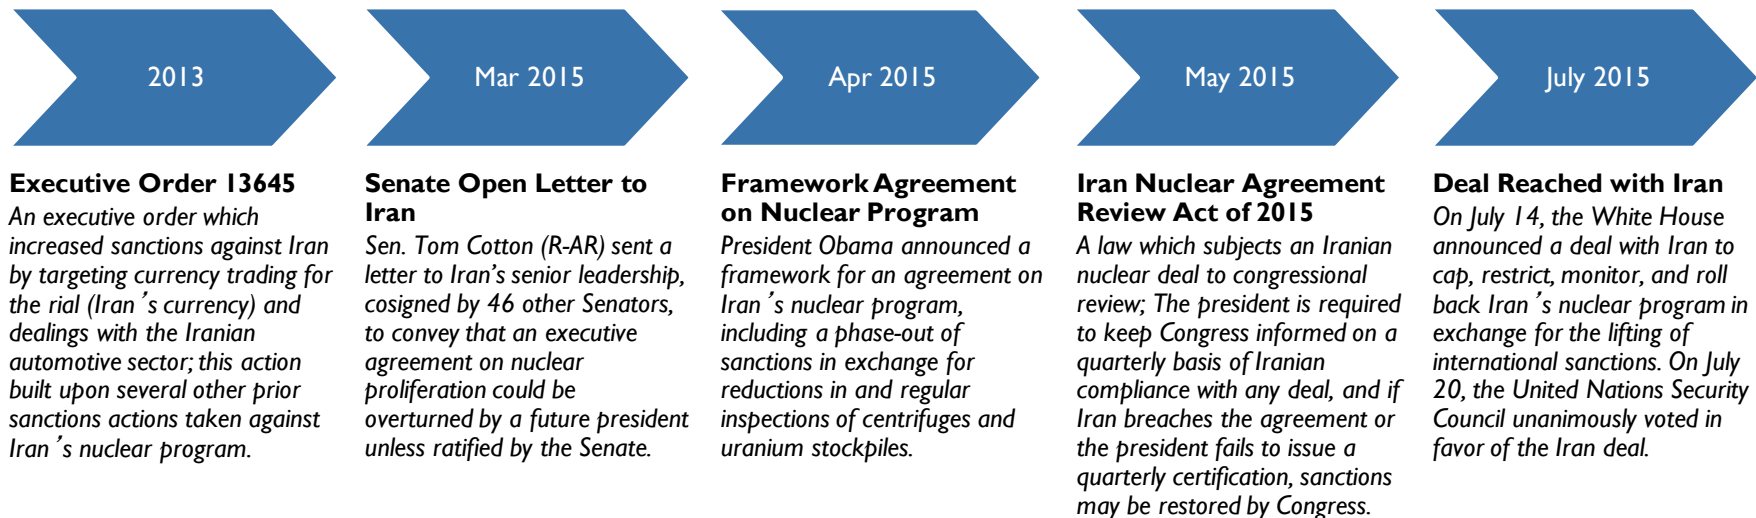 2013
Mar 2015
Apr 2015
May 2015
July 2015
Executive Order 13645
An executive order which
increased sanctions against Iran
by targeting currency trading for
the rial (Iran ’s currency) and
dealings with the Iranian
automotive sector; this action
built upon several other prior
sanctions actions taken against
Iran ’s nuclear program.
Senate Open Letter to
Iran
Sen. Tom Cotton (R-AR) sent a
letter to Iran’s senior leadership,
cosigned by 46 other Senators,
to convey that an executive
agreement on nuclear
proliferation could be
overturned by a future president
unless ratified by the Senate.
Framework Agreement
on Nuclear Program
President Obama announced a
framework for an agreement on
Iran ’s nuclear program,
including a phase-out of
sanctions in exchange for
reductions in and regular
inspections of centrifuges and
uranium stockpiles.
Iran Nuclear Agreement
Review Act of 2015
A law which subjects an Iranian
nuclear deal to congressional
review; The president is required
to keep Congress informed on a
quarterly basis of Iranian
compliance with any deal, and if
Iran breaches the agreement or
the president fails to issue a
quarterly certification, sanctions
may be restored by Congress.
Deal Reached with Iran
On July 14, the White House
announced a deal with Iran to
cap, restrict, monitor, and roll
back Iran ’s nuclear program in
exchange for the lifting of
international sanctions. On July
20, the United Nations Security
Council unanimously voted in
favor of the Iran deal.